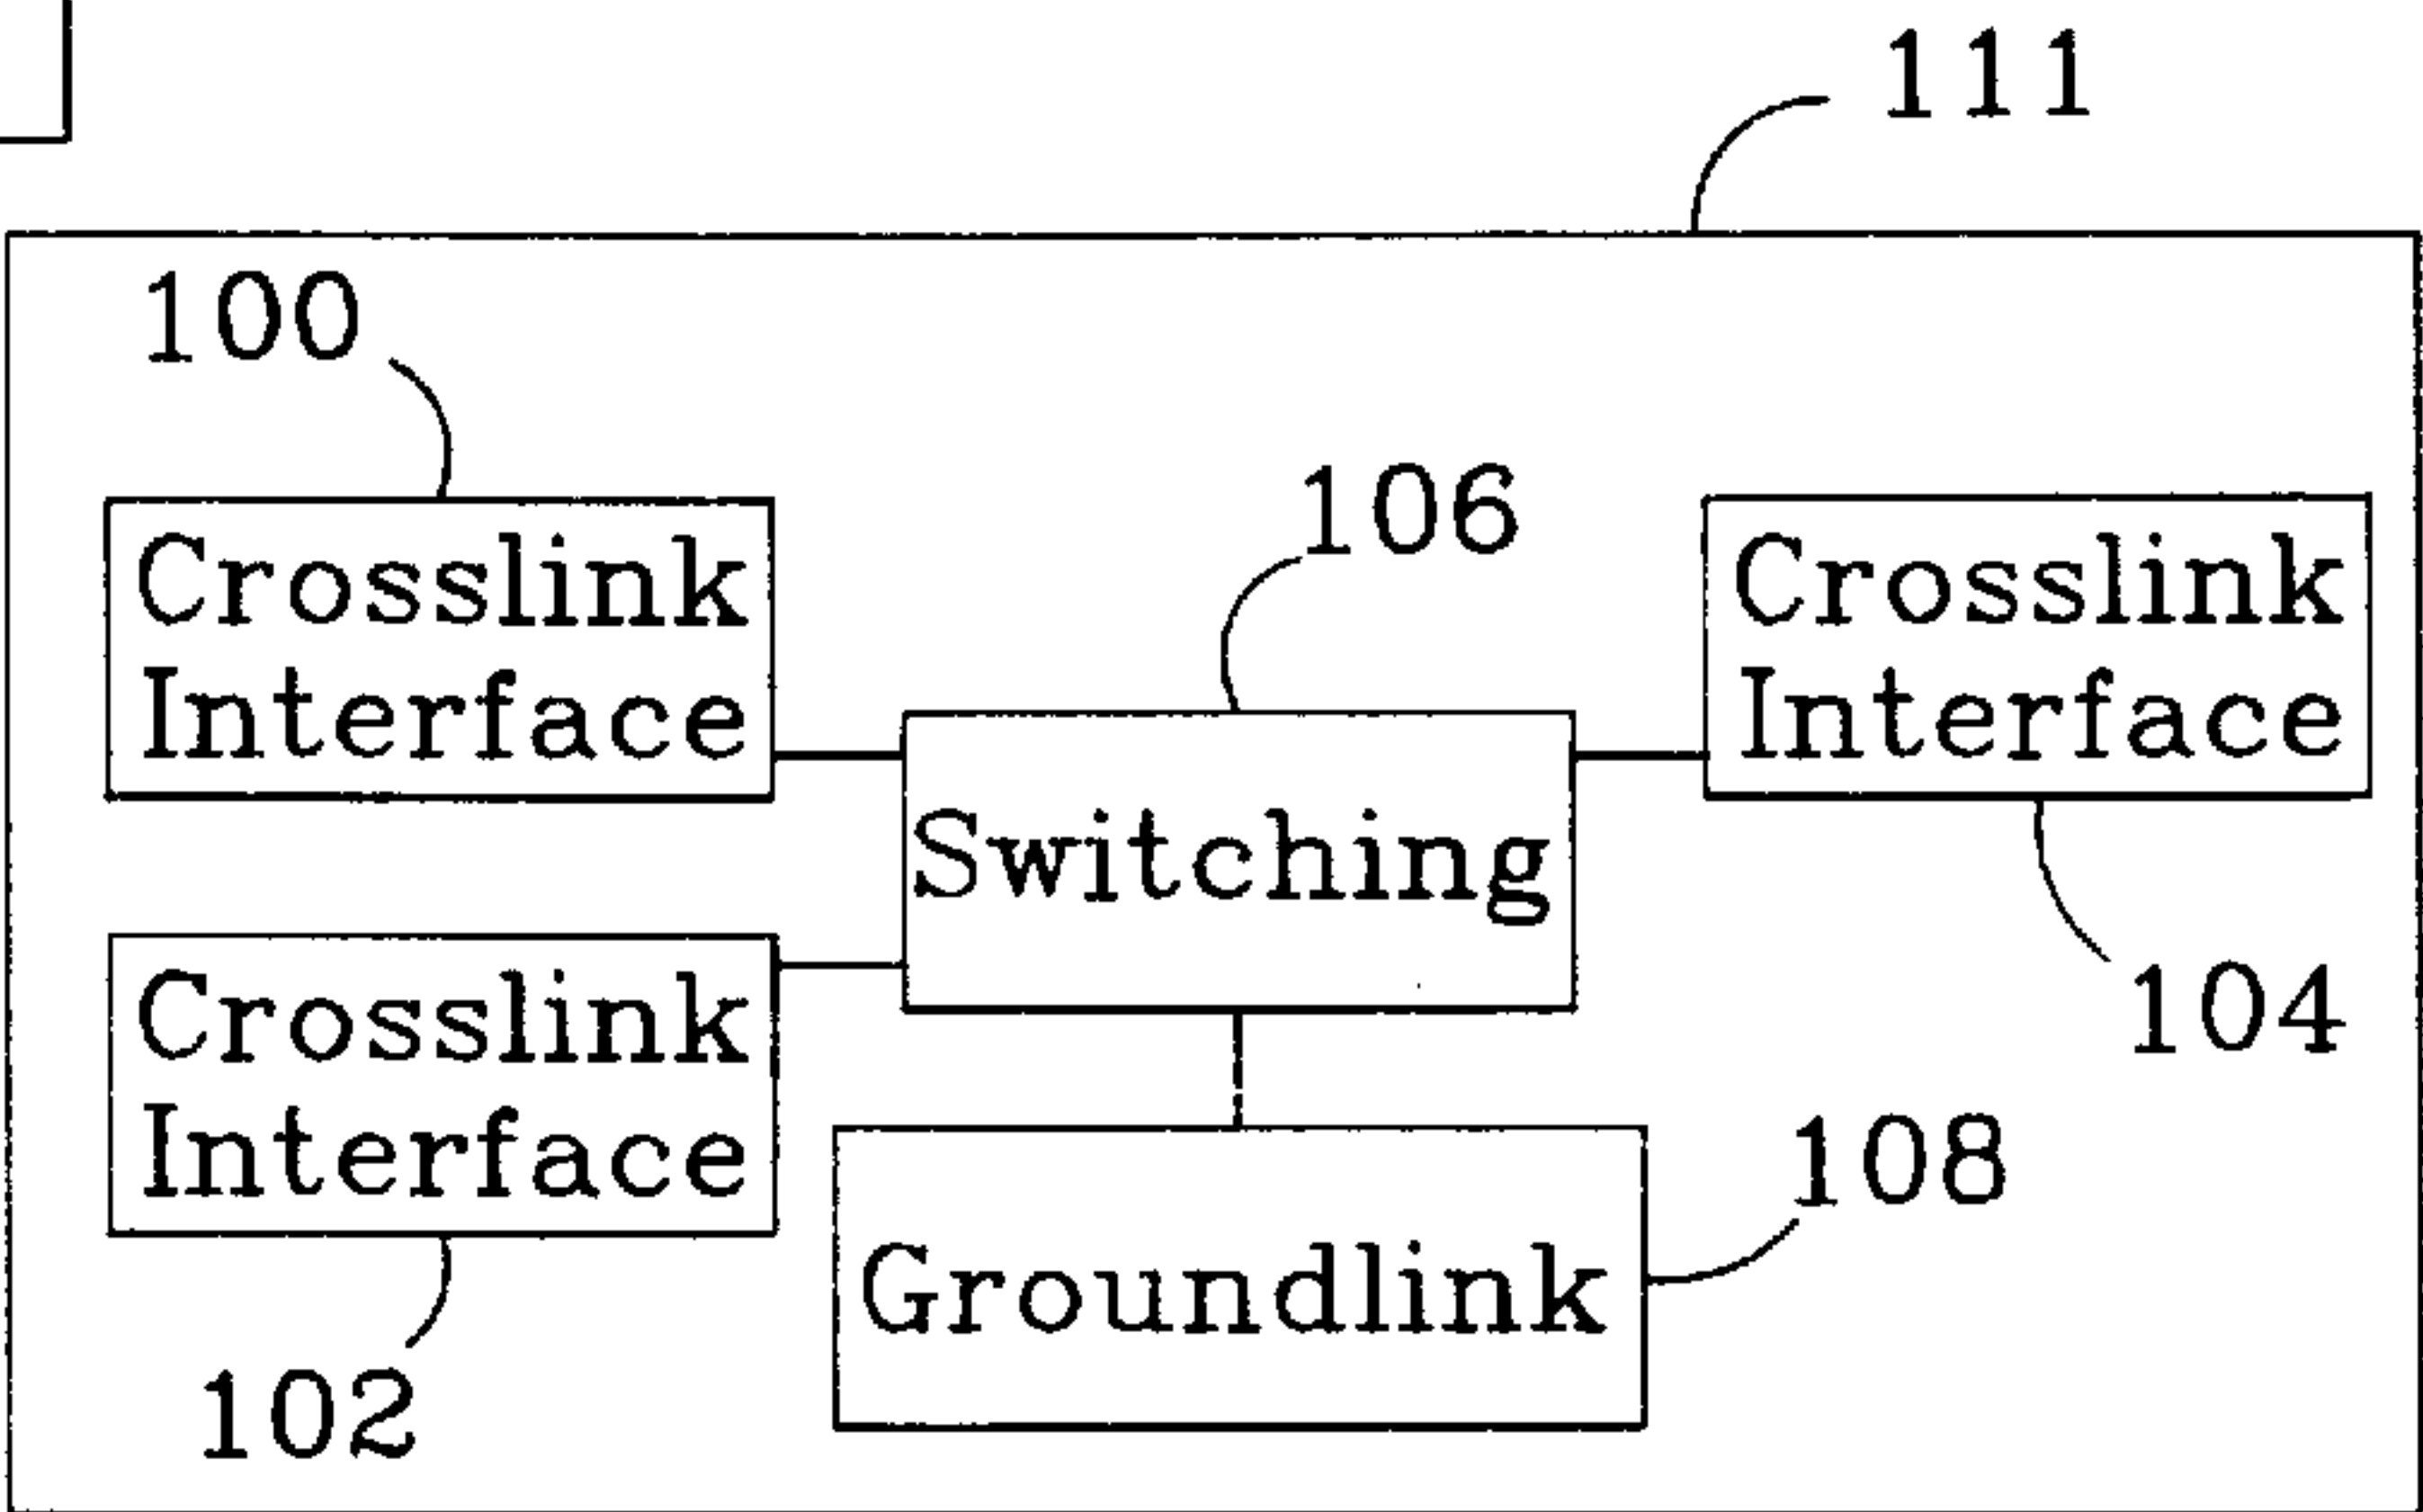 111
100
106
Crosslink
Interface
Crosslink
Interface
Switching
104
Crosslink
Interface
108
Groundlink
102